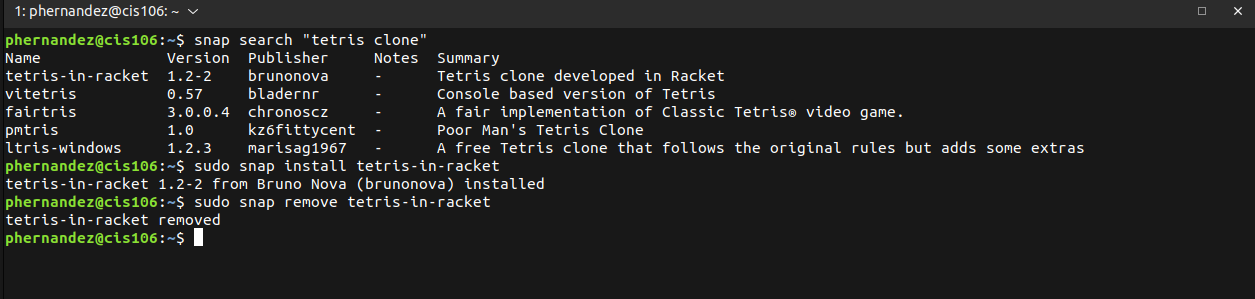 1: phernandez@cis106: ~
phernandez@cis106:~$ snap search "tetris clone"
Name               Version  Publisher     Notes  Summary
tetris-in-racket  1.2-2    brunonova     -      Tetris clone developed in Racket
vitetris          0.57     bladernr      -      Console based version of Tetris
fairtris          3.0.0.4  chronoscz     -      A fair implementation of Classic Tetris® video game.
pmtris            1.0      kz6fittycent  -      Poor Man's Tetris Clone
ltris-windows     1.2.3    marisag1967   -      A free Tetris clone that follows the original rules but adds some extras
phernandez@cis106:~$ sudo snap install tetris-in-racket
tetris-in-racket 1.2-2 from Bruno Nova (brunonova) installed
phernandez@cis106:~$ sudo snap remove tetris-in-racket
tetris-in-racket removed
phernandez@cis106:~$